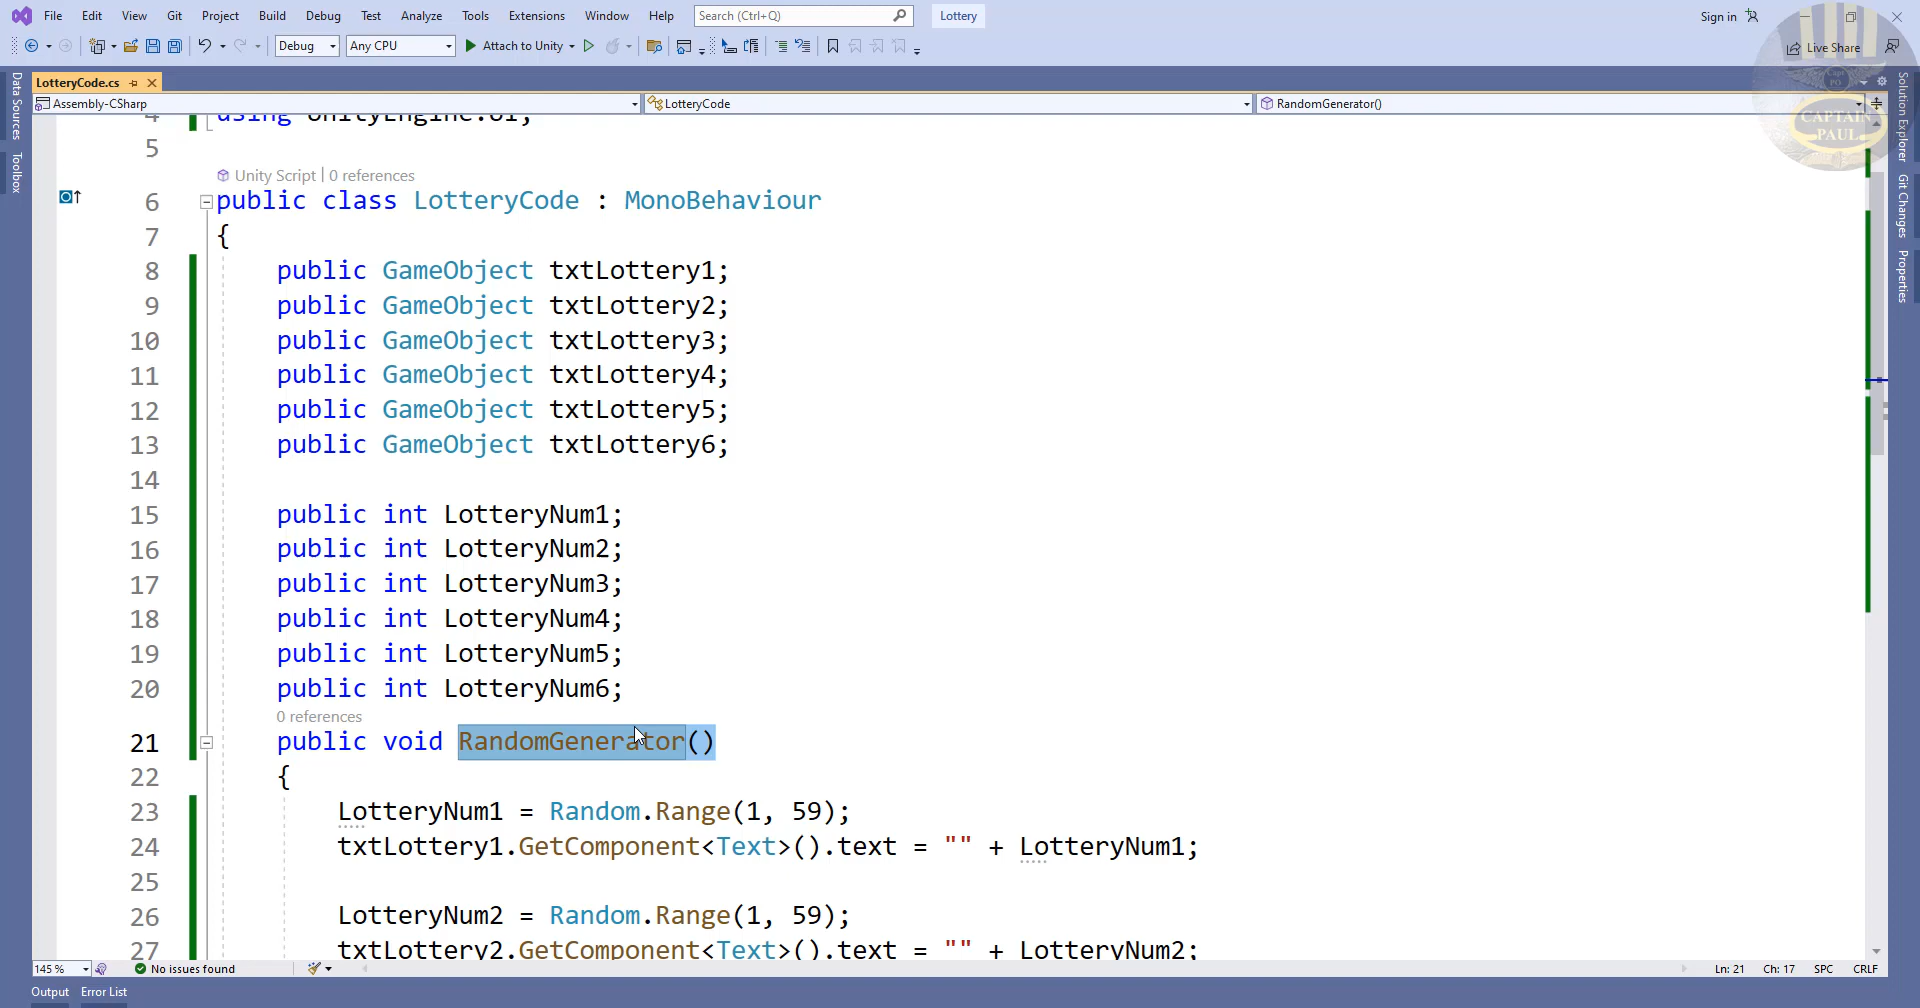 File Edit View Git Project Build Debug Test Analyze Tools Extensions Window Help Search (Ctrl+Q) Lottery Sign in
Debug Any CPU Attach to Unity Live Share
LotteryCode.cs
Assembly-CSharp LotteryCode RandomGenerator()
Data Sources
Toolbox
Solution Explorer
Git Changes
Properties
CAPTAIN
PAUL
4 using UnityEngine.UI;
5
Unity Script | 0 references
6 public class LotteryCode : MonoBehaviour
7 {
8 public GameObject txtLottery1;
9 public GameObject txtLottery2;
10 public GameObject txtLottery3;
11 public GameObject txtLottery4;
12 public GameObject txtLottery5;
13 public GameObject txtLottery6;
14
15 public int LotteryNum1;
16 public int LotteryNum2;
17 public int LotteryNum3;
18 public int LotteryNum4;
19 public int LotteryNum5;
20 public int LotteryNum6;
0 references
21 public void RandomGenerator()
22 {
23 LotteryNum1 = Random.Range(1, 59);
24 txtLottery1.GetComponent<Text>().text = "" + LotteryNum1;
25
26 LotteryNum2 = Random.Range(1, 59);
27 txtLottery2.GetComponent<Text>().text = "" + LotteryNum2;
145 % No issues found Ln: 21 Ch: 17 SPC CRLF
Output Error List